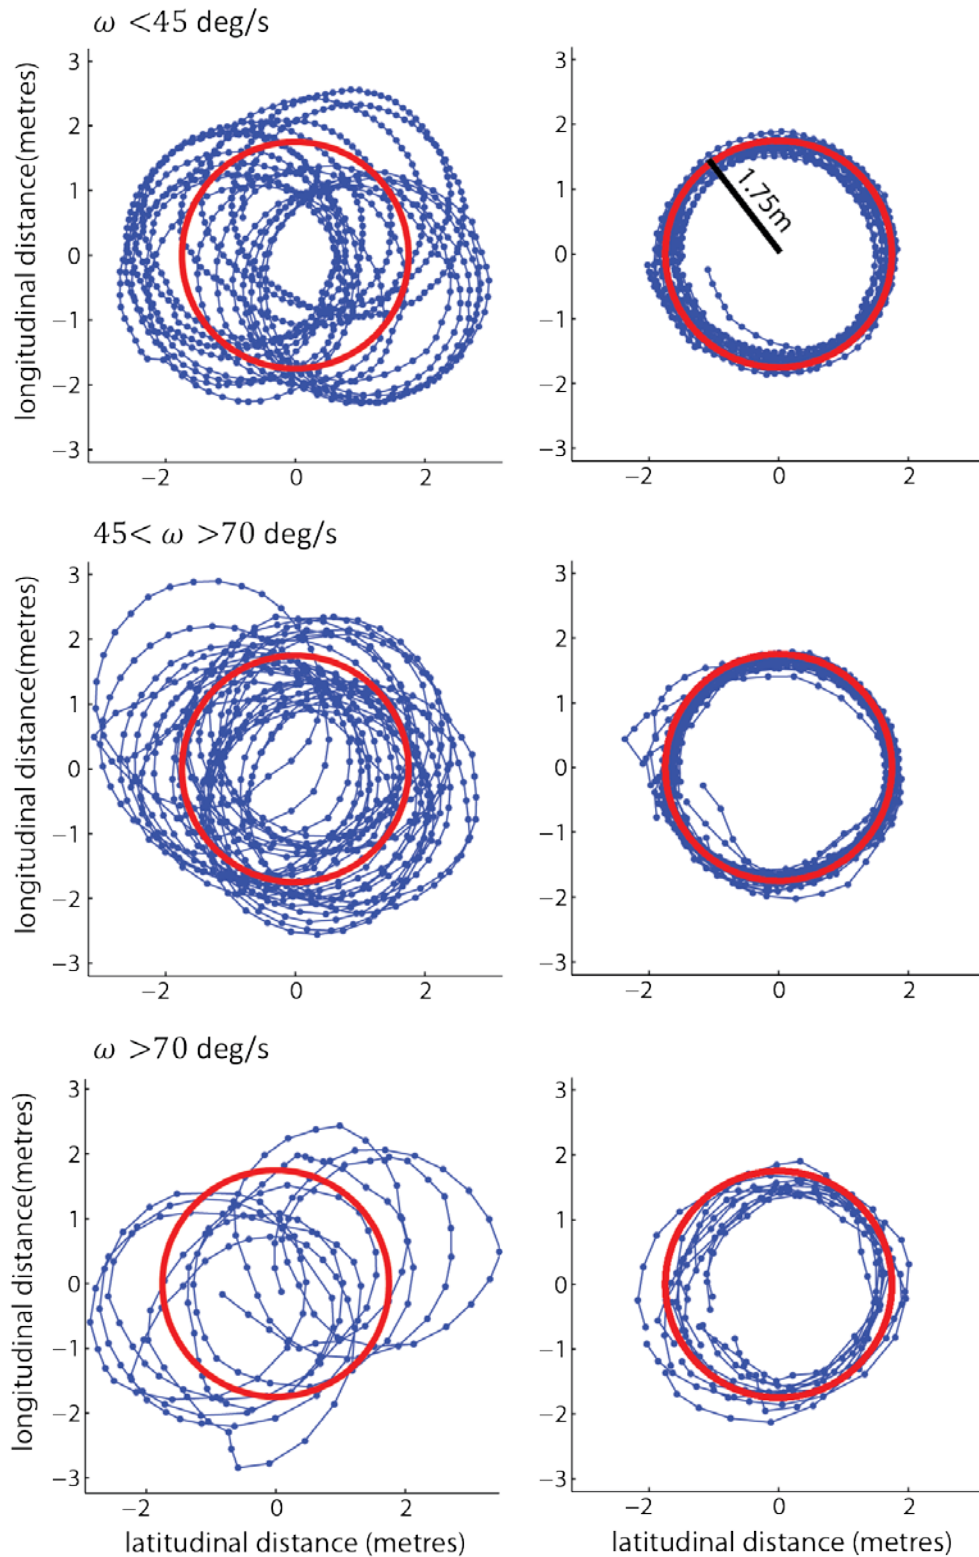 ω <45 deg/s
longitudinal distance(metres)
3
2
1
0
−1
−2
−3
−2 0 2
3
2
1
0
−1
−2
−3
−2 0 2
1.75m
45< ω >70 deg/s
longitudinal distance(metres)
3
2
1
0
−1
−2
−3
−2 0 2
3
2
1
0
−1
−2
−3
−2 0 2
ω >70 deg/s
longitudinal distance(metres)
3
2
1
0
−1
−2
−3
−2 0 2
latitudinal distance (metres)
3
2
1
0
−1
−2
−3
−2 0 2
latitudinal distance (metres)